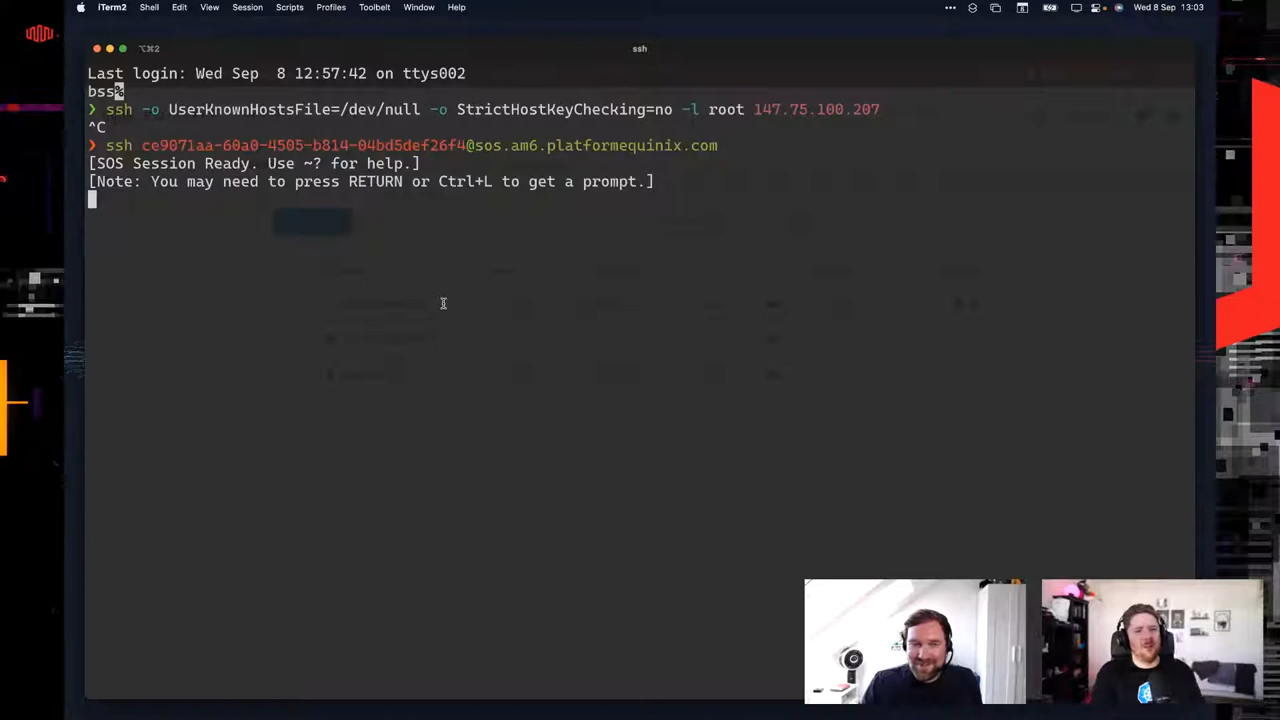 iTerm2 Shell Edit View Session Scripts Profiles Toolbelt Window Help
Wed 8 Sep 13:03
⌥⌘2
ssh
Last login: Wed Sep  8 12:57:42 on ttys002
bss%
❯ ssh -o UserKnownHostsFile=/dev/null -o StrictHostKeyChecking=no -l root 147.75.100.207
^C
❯ ssh ce9071aa-60a0-4505-b814-04bd5def26f4@sos.am6.platformequinix.com
[SOS Session Ready. Use ~? for help.]
[Note: You may need to press RETURN or Ctrl+L to get a prompt.]